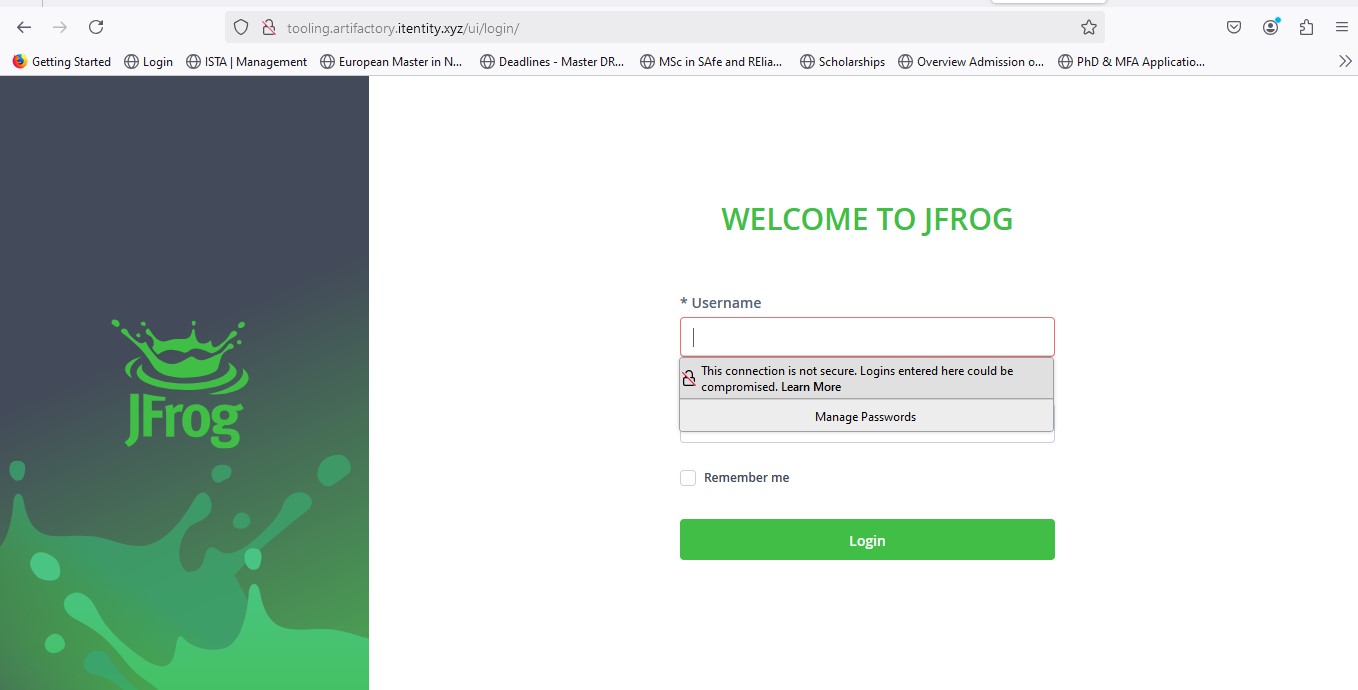 tooling.artifactory.itentity.xyz/ui/login/
Getting Started
Login
ISTA | Management
European Master in N...
Deadlines - Master DR...
MSc in SAfe and RElia...
Scholarships
Overview Admission o...
PhD & MFA Applicatio...
JFrog
WELCOME TO JFROG
* Username
This connection is not secure. Logins entered here could be
compromised. Learn More
Manage Passwords
Remember me
Login